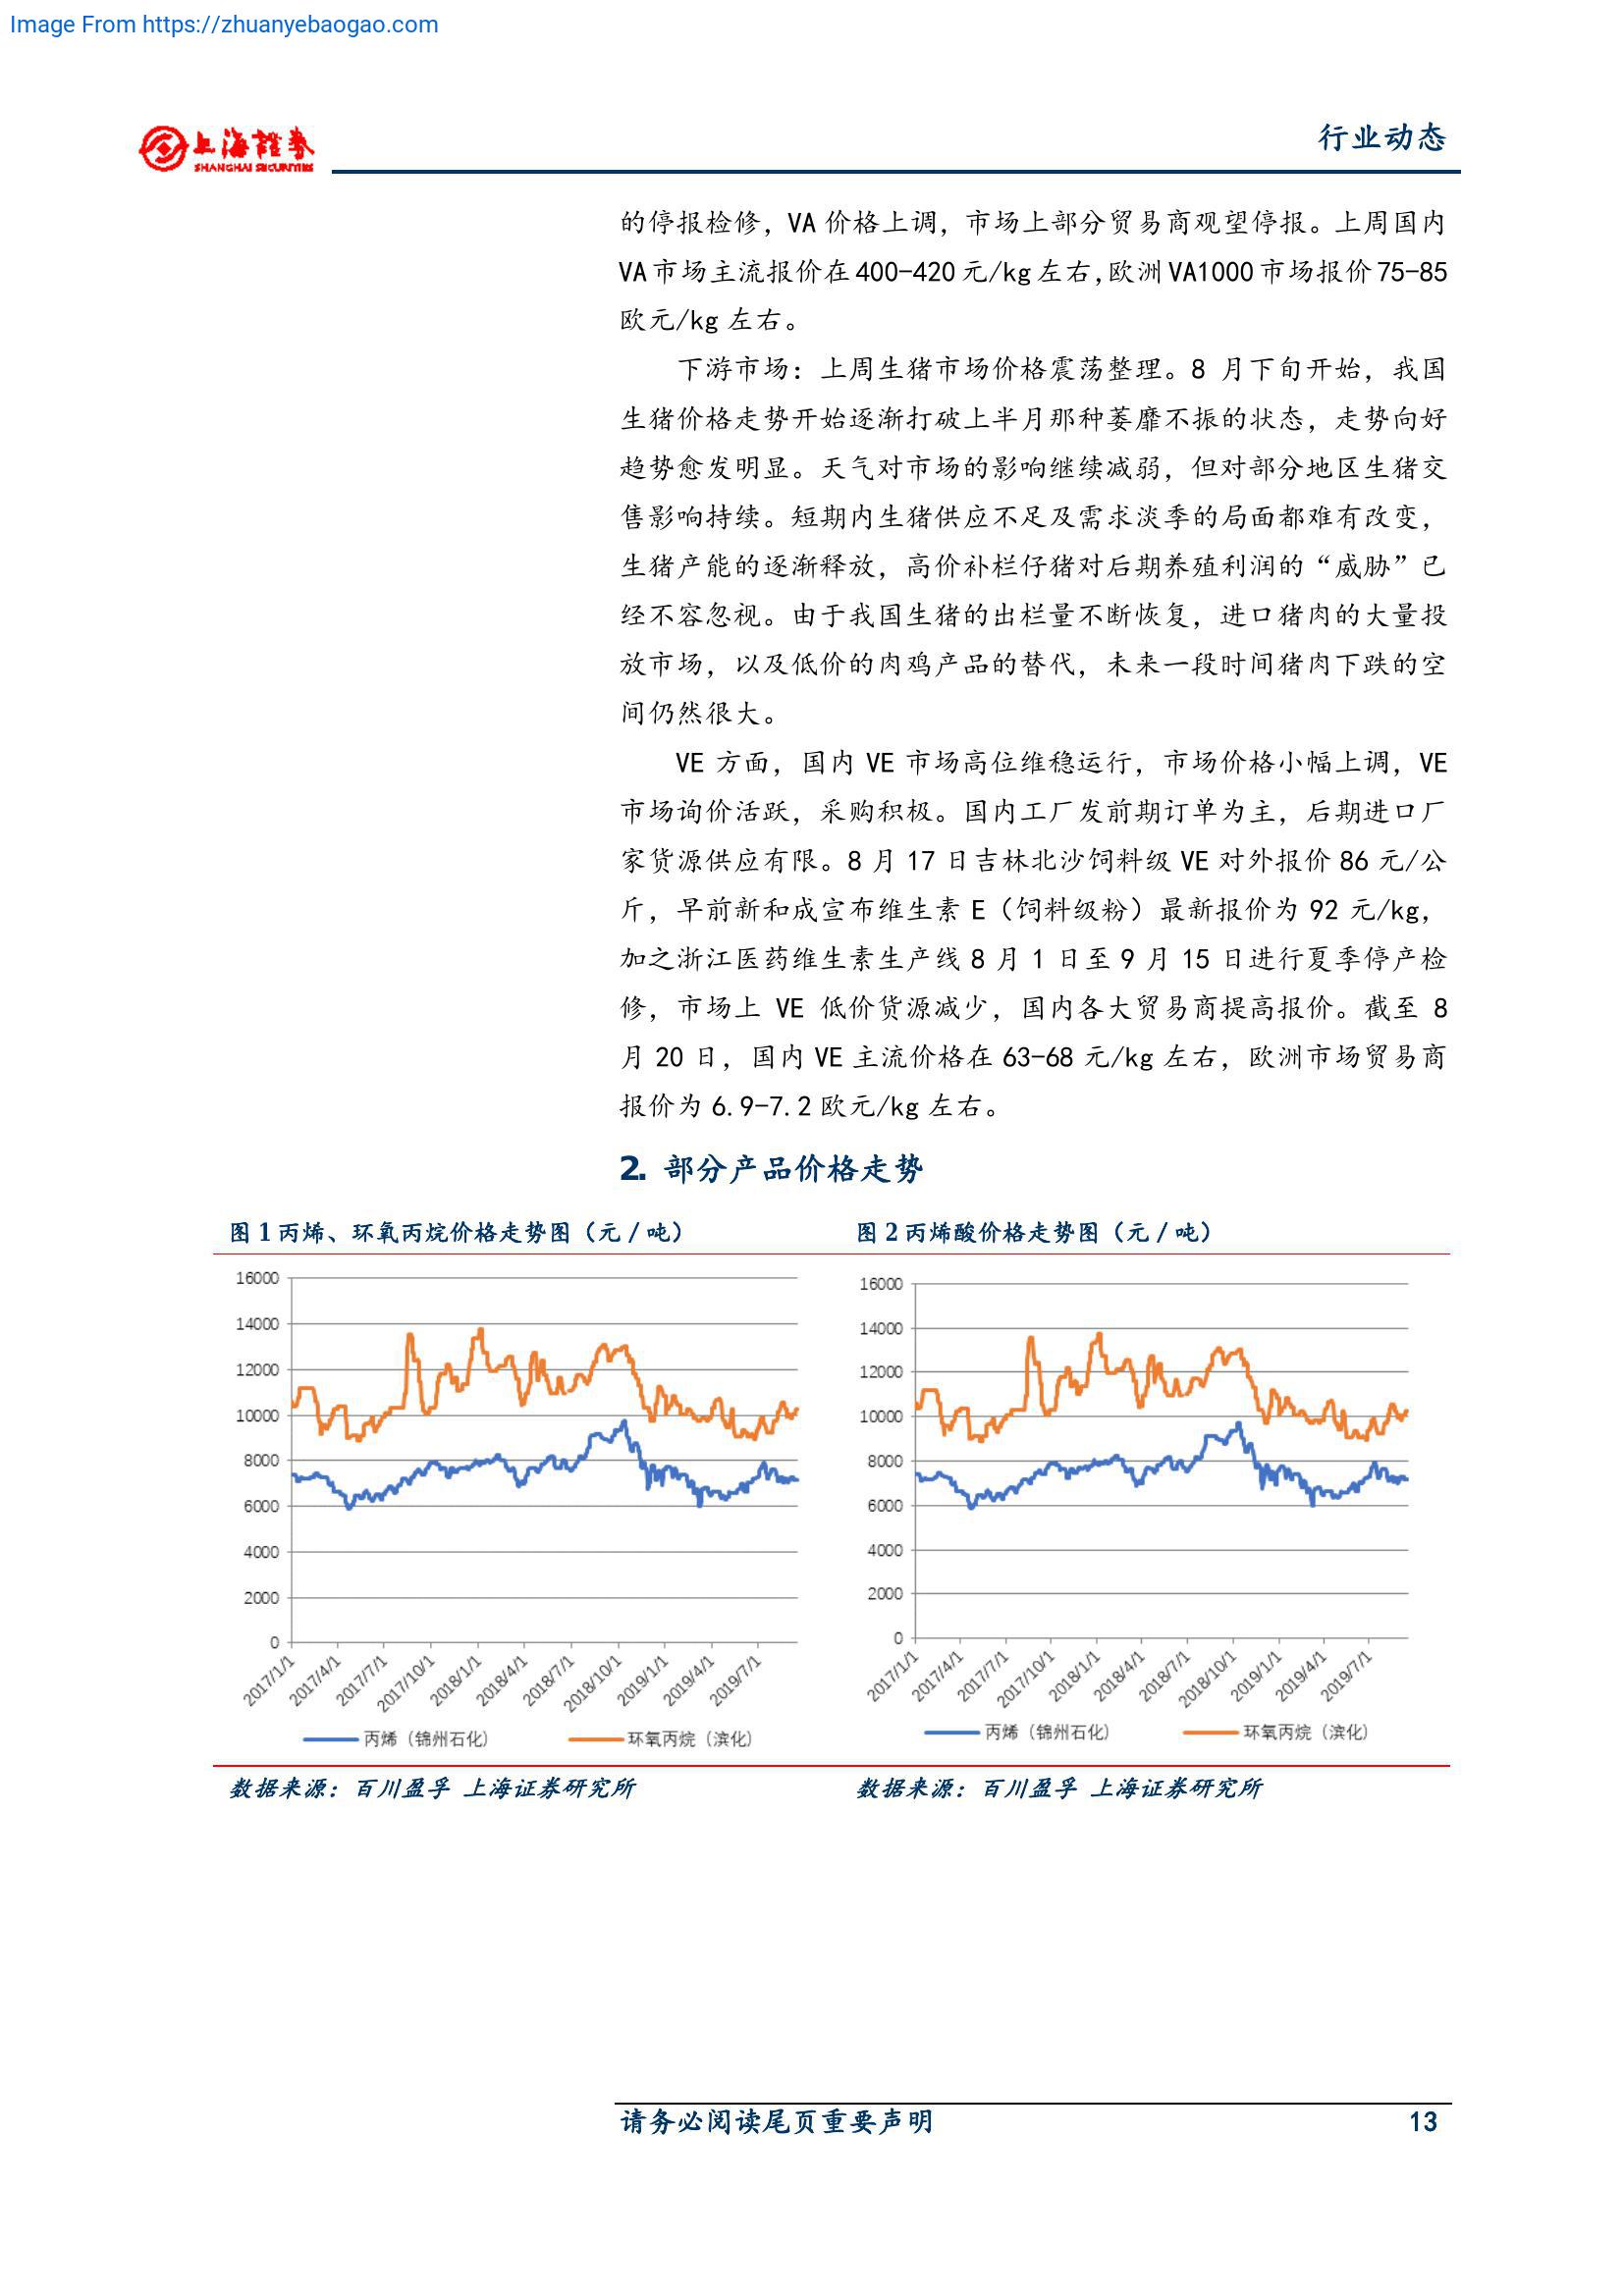 Image From https://zhuanyebaogao.com
上海證券
SHANGHAI SECURITIES
行业动态
的停报检修，VA 价格上调，市场上部分贸易商观望停报。上周国内
VA 市场主流报价在 400-420 元/kg 左右,欧洲 VA1000 市场报价 75-85
欧元/kg 左右。
下游市场：上周生猪市场价格震荡整理。8 月下旬开始，我国
生猪价格走势开始逐渐打破上半月那种萎靡不振的状态，走势向好
趋势愈发明显。天气对市场的影响继续减弱，但对部分地区生猪交
售影响持续。短期内生猪供应不足及需求淡季的局面都难有改变，
生猪产能的逐渐释放，高价补栏仔猪对后期养殖利润的“威胁”已
经不容忽视。由于我国生猪的出栏量不断恢复，进口猪肉的大量投
放市场，以及低价的肉鸡产品的替代，未来一段时间猪肉下跌的空
间仍然很大。
VE 方面，国内 VE 市场高位维稳运行，市场价格小幅上调，VE
市场询价活跃，采购积极。国内工厂发前期订单为主，后期进口厂
家货源供应有限。8 月 17 日吉林北沙饲料级 VE 对外报价 86 元/公
斤，早前新和成宣布维生素 E（饲料级粉）最新报价为 92 元/kg，
加之浙江医药维生素生产线 8 月 1 日至 9 月 15 日进行夏季停产检
修，市场上 VE 低价货源减少，国内各大贸易商提高报价。截至 8
月 20 日，国内 VE 主流价格在 63-68 元/kg 左右，欧洲市场贸易商
报价为 6.9-7.2 欧元/kg 左右。
2. 部分产品价格走势
图 1 丙烯、环氧丙烷价格走势图（元/吨）
16000
14000
12000
10000
8000
6000
4000
2000
0
2017/1/1
2017/4/1
2017/7/1
2017/10/1
2018/1/1
2018/4/1
2018/7/1
2018/10/1
2019/1/1
2019/4/1
2019/7/1
丙烯（锦州石化）
环氧丙烷（滨化）
数据来源：百川盈孚 上海证券研究所
图 2 丙烯酸价格走势图（元/吨）
16000
14000
12000
10000
8000
6000
4000
2000
0
2017/1/1
2017/4/1
2017/7/1
2017/10/1
2018/1/1
2018/4/1
2018/7/1
2018/10/1
2019/1/1
2019/4/1
2019/7/1
丙烯（锦州石化）
环氧丙烷（滨化）
数据来源：百川盈孚 上海证券研究所
请务必阅读尾页重要声明
13